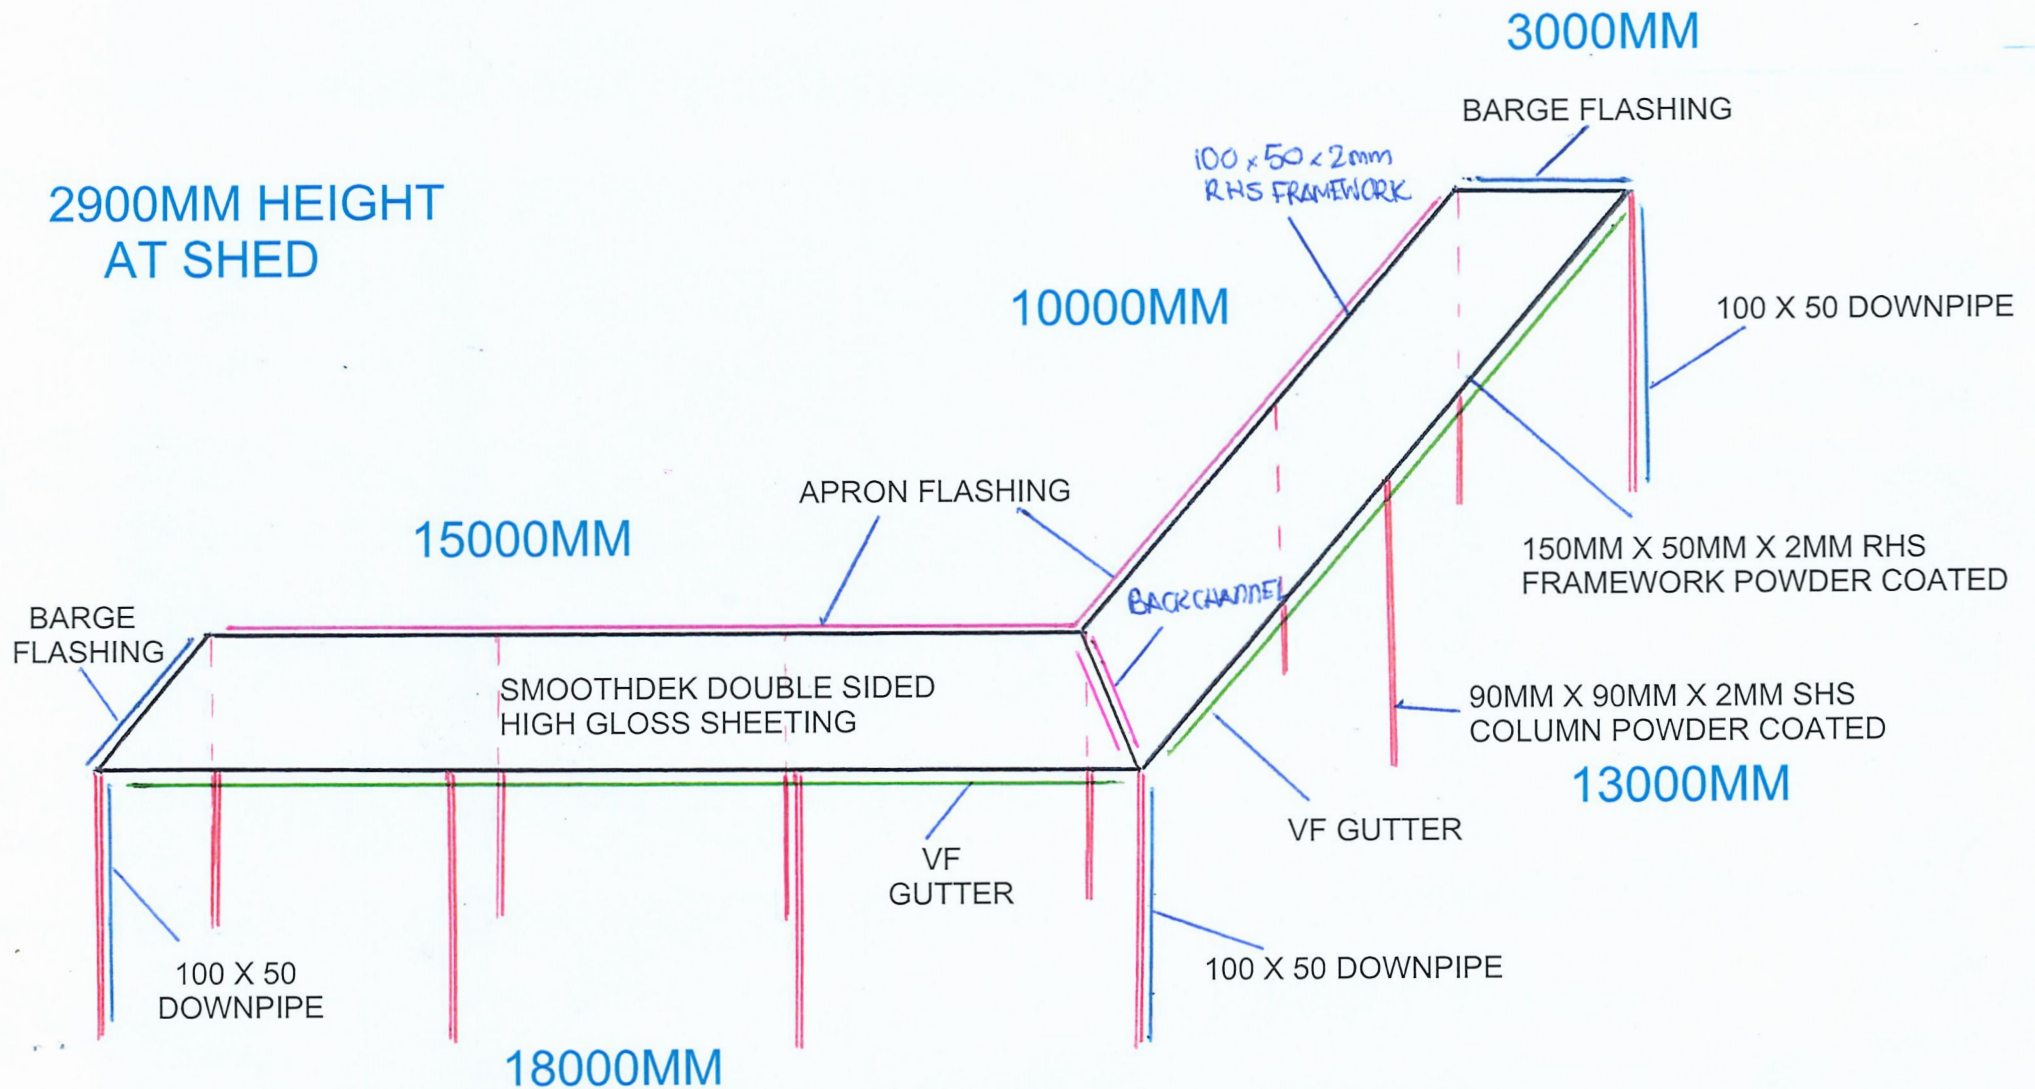 3000MM
BARGE FLASHING
100 x 50 x 2mm
RHS FRAMEWORK
2900MM HEIGHT
AT SHED
10000MM
100 X 50 DOWNPIPE
APRON FLASHING
15000MM
150MM X 50MM X 2MM RHS
FRAMEWORK POWDER COATED
BACKCHANNEL
BARGE
FLASHING
SMOOTHDEK DOUBLE SIDED
HIGH GLOSS SHEETING
90MM X 90MM X 2MM SHS
COLUMN POWDER COATED
13000MM
VF GUTTER
VF
GUTTER
100 X 50
DOWNPIPE
100 X 50 DOWNPIPE
18000MM